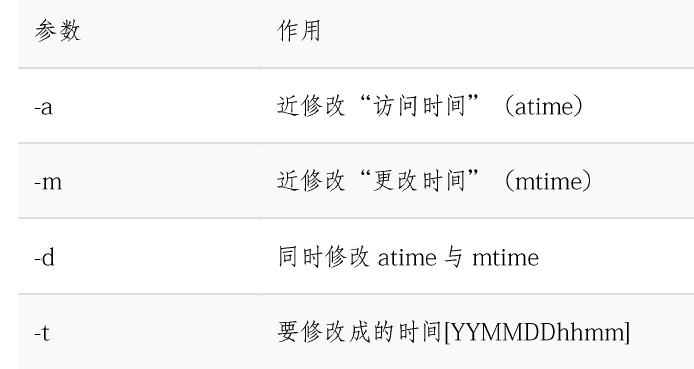 参数 作用
-a 近修改“访问时间”（atime）
-m 近修改“更改时间”（mtime）
-d 同时修改 atime 与 mtime
-t 要修改成的时间[YYMMDDhhmm]